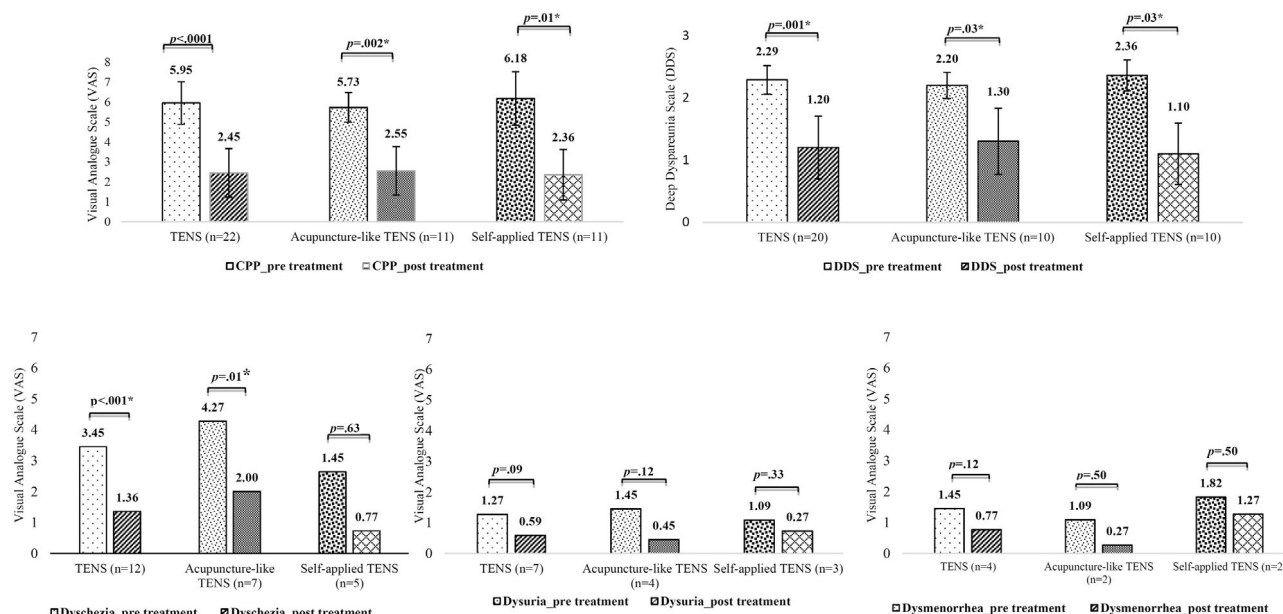 Visual Analogue Scale (VAS)
8
7
6
5
4
3
2
1
0
p<.0001
5.95
2.45
p=.002*
5.73
2.55
p=.01*
6.18
2.36
TENS (n=22)
Acupuncture-like TENS (n=11)
Self-applied TENS (n=11)
CPP_pre treatment
CPP_post treatment
Deep Dyspareunia Scale (DDS)
3
2
1
0
p=.001*
2.29
1.20
p=.03*
2.20
1.30
p=.03*
2.36
1.10
TENS (n=20)
Acupuncture-like TENS (n=10)
Self-applied TENS (n=10)
DDS_pre treatment
DDS_post treatment
Visual Analogue Scale (VAS)
7
6
5
4
3
2
1
0
p<.001*
3.45
1.36
p=.01*
4.27
2.00
p=.63
1.45
0.77
TENS (n=12)
Acupuncture-like
TENS (n=7)
Self-applied TENS
(n=5)
Dyschezia_pre treatment
Dyschezia_post treatment
Visual Analogue Scale (VAS)
7
6
5
4
3
2
1
0
p=.09
1.27
0.59
p=.12
1.45
0.45
p=.33
1.09
0.27
TENS (n=7)
Acupuncture-like TENS
(n=4)
Self-applied TENS (n=3)
Dysuria_pre treatment
Dysuria_post treatment
Visual Analogue Scale (VAS)
7
6
5
4
3
2
1
0
p=.12
1.45
0.77
p=.50
1.09
0.27
p=.50
1.82
1.27
TENS (n=4)
Acupuncture-like TENS
(n=2)
Self-applied TENS (n=2
Dysmenorrhea_pre treatment
Dysmenorrhea_post treatment